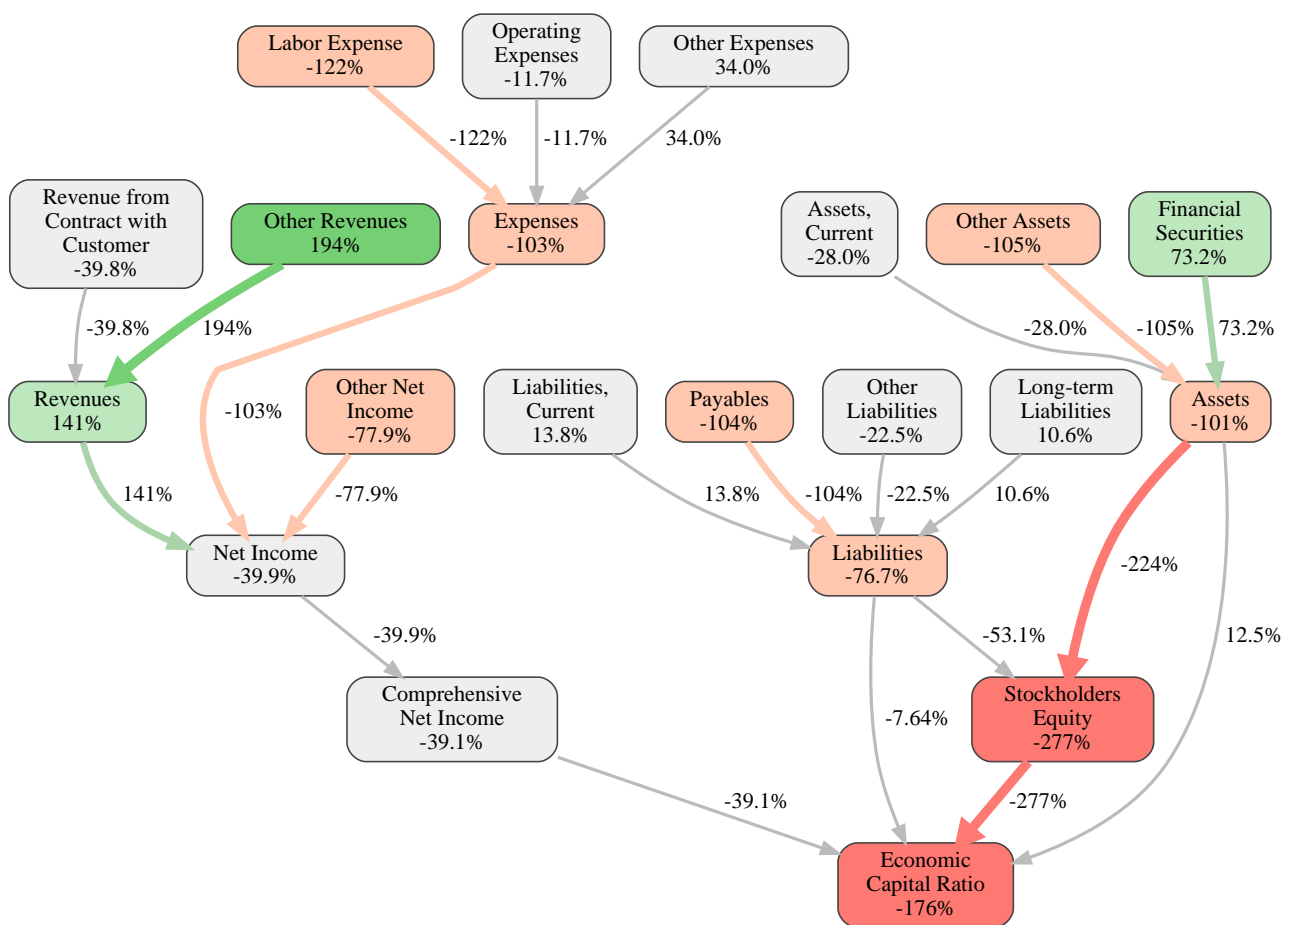 Labor Expense
-122%
Operating
Expenses
-11.7%
Other Expenses
34.0%
-122%
-11.7%
34.0%
Revenue from
Contract with
Customer
-39.8%
Other Revenues
194%
Expenses
-103%
Assets,
Current
-28.0%
Other Assets
-105%
Financial
Securities
73.2%
-39.8%
194%
-28.0%
-105%
73.2%
Revenues
141%
-103%
Other Net
Income
-77.9%
Liabilities,
Current
13.8%
Payables
-104%
Other
Liabilities
-22.5%
Long-term
Liabilities
10.6%
Assets
-101%
141%
-77.9%
13.8%
-104%
-22.5%
10.6%
Net Income
-39.9%
Liabilities
-76.7%
-224%
-39.9%
-53.1%
12.5%
Comprehensive
Net Income
-39.1%
-7.64%
Stockholders
Equity
-277%
-39.1%
-277%
Economic
Capital Ratio
-176%